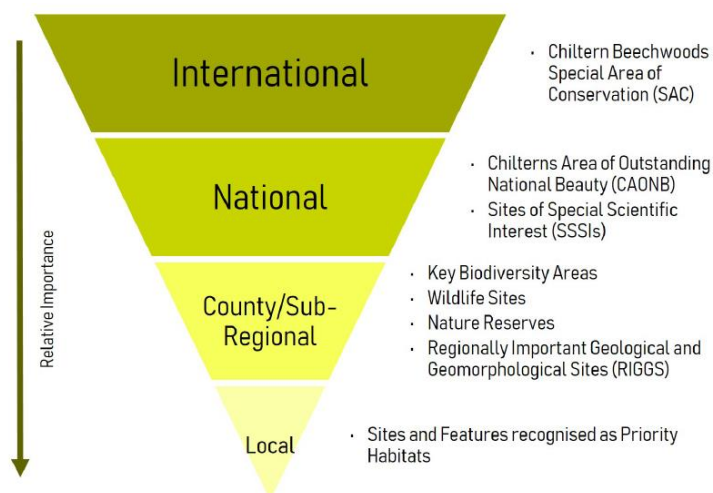 International
· Chiltern Beechwoods
Special Area of
Conservation (SAC)
National
· Chilterns Area of Outstanding
National Beauty (CAONB)
· Sites of Special Scientific
Interest (SSSIs)
County/Sub-
Regional
· Key Biodiversity Areas
· Wildlife Sites
· Nature Reserves
· Regionally Important Geological and
Geomorphological Sites (RIGGS)
Local
· Sites and Features recognised as Priority
Habitats
Relative Importance